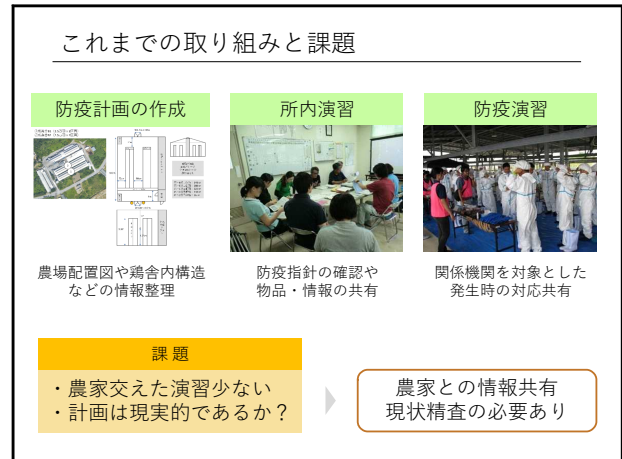 これまでの取り組みと課題
防疫計画の作成
所内演習
防疫演習
農場配置図や鶏舎内構造
などの情報整理
防疫指針の確認や
物品・情報の共有
関係機関を対象とした
発生時の対応共有
課題
・農家交えた演習少ない
・計画は現実的であるか？
農家との情報共有
現状精査の必要あり